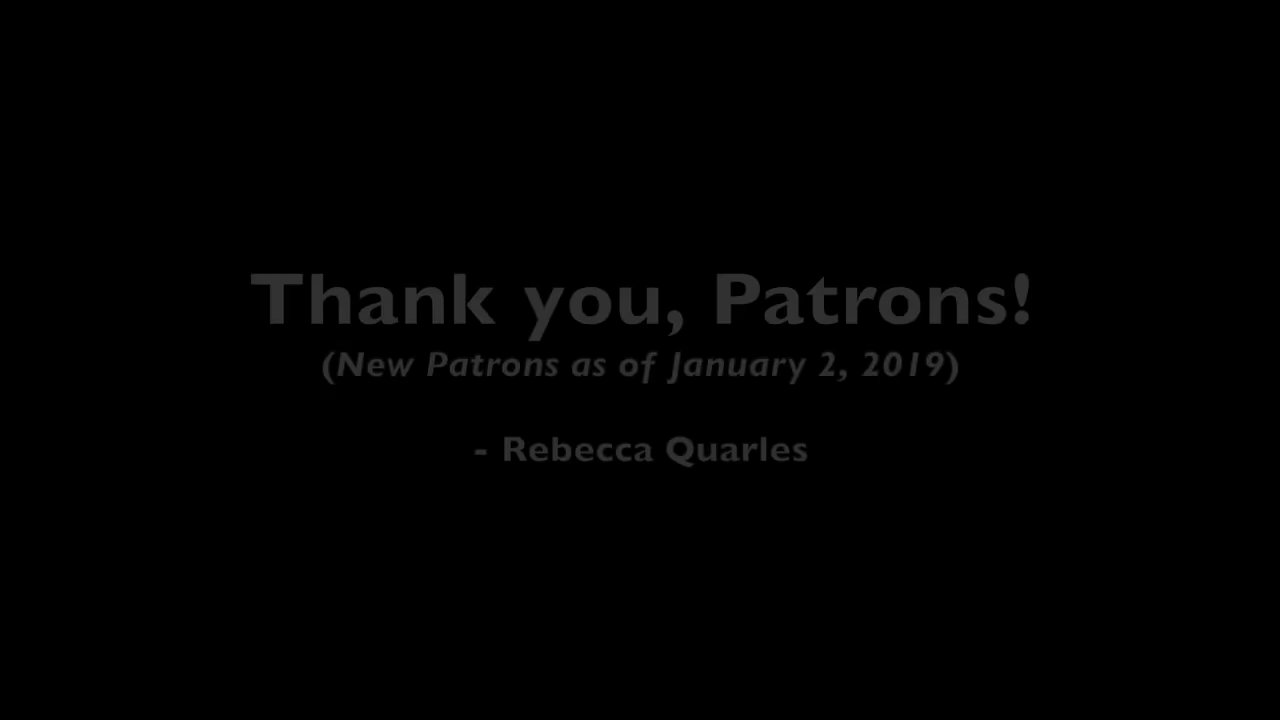 Thank you, Patrons!
(New Patrons as of January 2, 2019)
- Rebecca Quarles